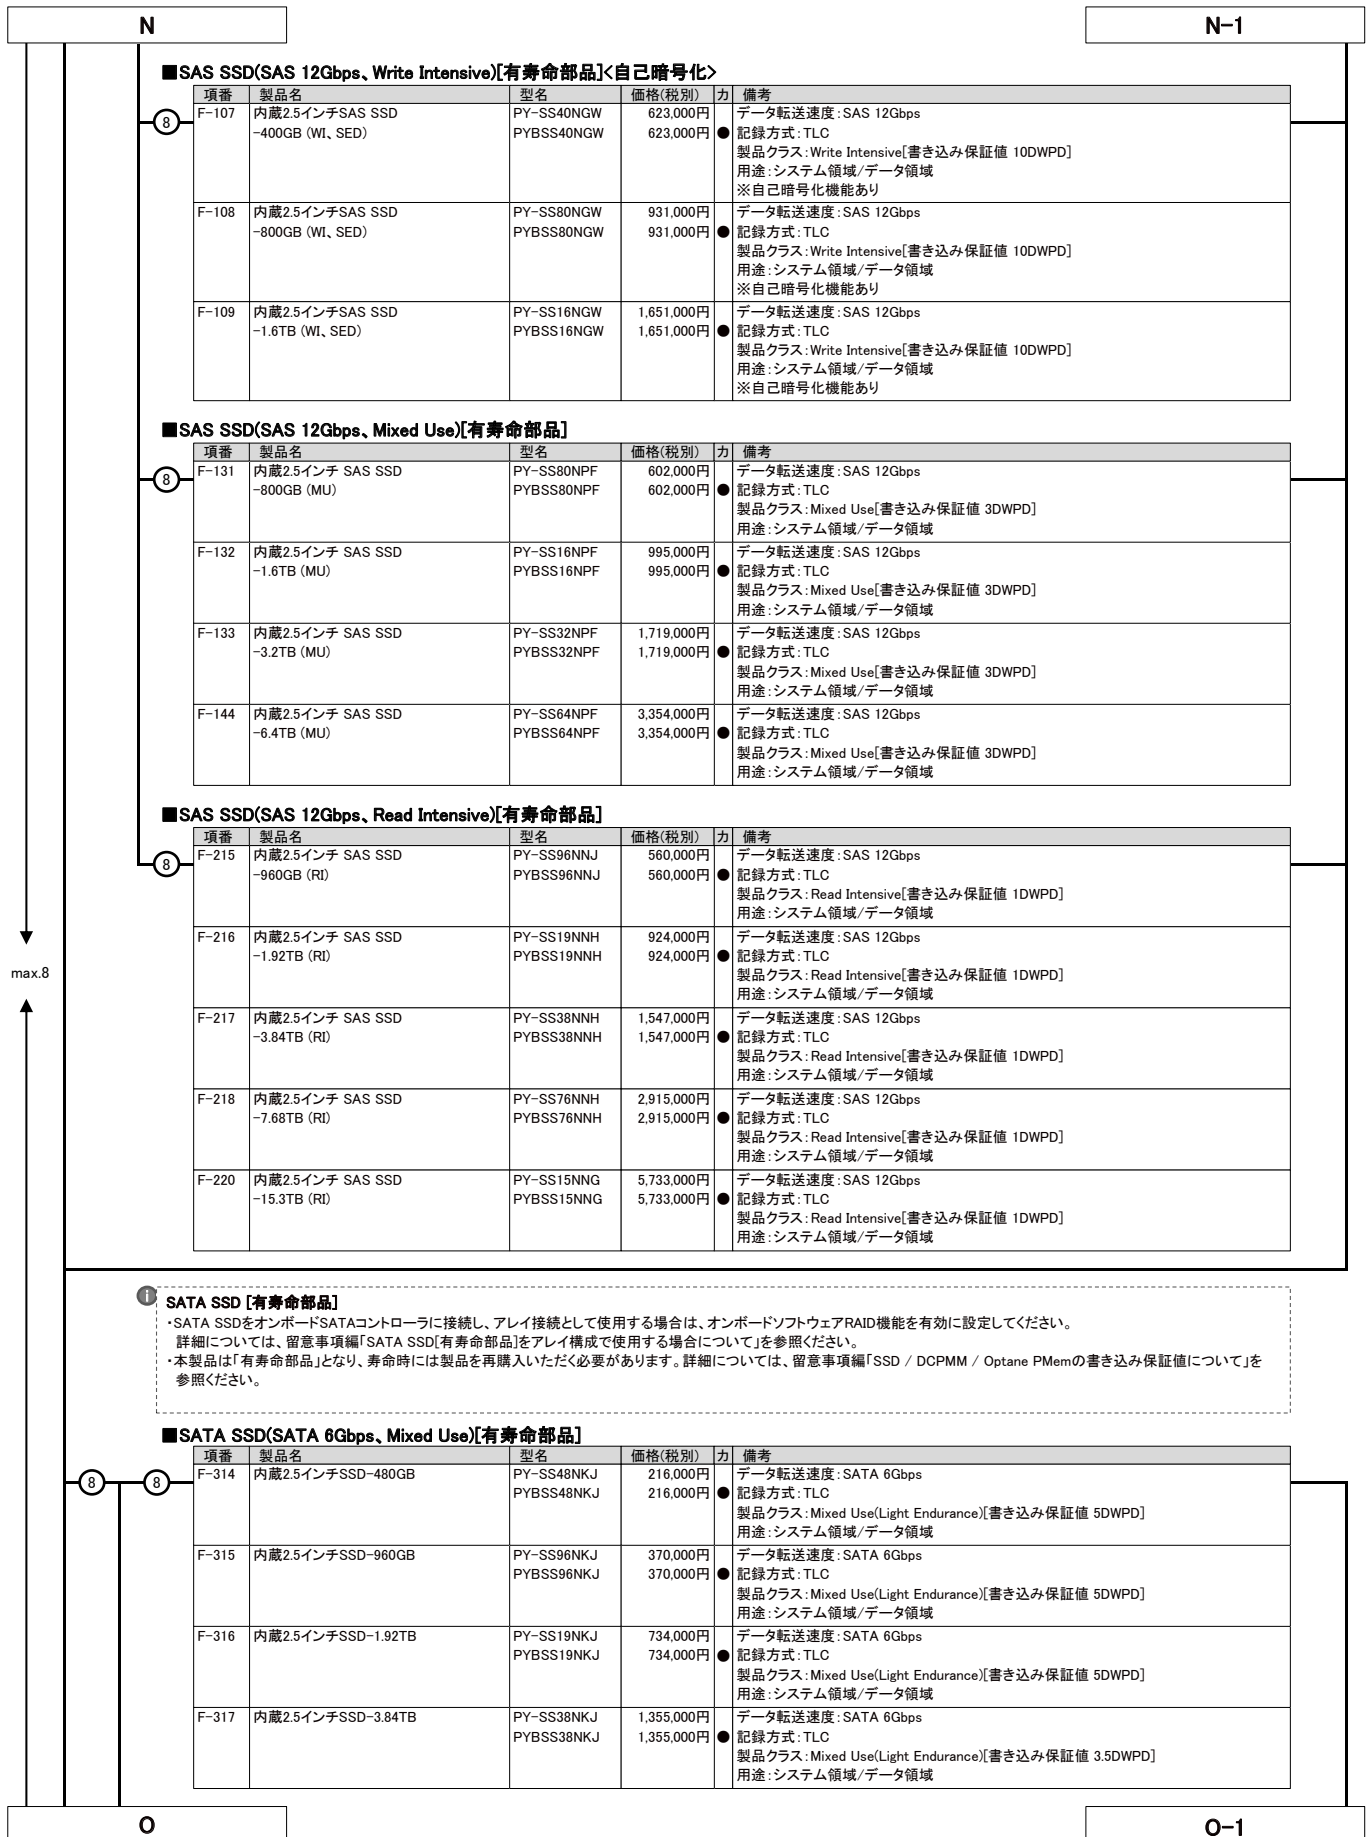 N
N-1
■SAS SSD(SAS 12Gbps、Write Intensive)[有寿命部品]<自己暗号化>
項番 製品名 型名 価格(税別) カ 備考
⑧
F-107 内蔵2.5インチSAS SSD PY-SS40NGW 623,000円 データ転送速度:SAS 12Gbps
-400GB (WI、SED) PYBSS40NGW 623,000円 ● 記録方式:TLC
製品クラス:Write Intensive[書き込み保証値 10DWPD]
用途:システム領域/データ領域
※自己暗号化機能あり
F-108 内蔵2.5インチSAS SSD PY-SS80NGW 931,000円 データ転送速度:SAS 12Gbps
-800GB (WI、SED) PYBSS80NGW 931,000円 ● 記録方式:TLC
製品クラス:Write Intensive[書き込み保証値 10DWPD]
用途:システム領域/データ領域
※自己暗号化機能あり
F-109 内蔵2.5インチSAS SSD PY-SS16NGW 1,651,000円 データ転送速度:SAS 12Gbps
-1.6TB (WI、SED) PYBSS16NGW 1,651,000円 ● 記録方式:TLC
製品クラス:Write Intensive[書き込み保証値 10DWPD]
用途:システム領域/データ領域
※自己暗号化機能あり
■SAS SSD(SAS 12Gbps、Mixed Use)[有寿命部品]
項番 製品名 型名 価格(税別) カ 備考
⑧
F-131 内蔵2.5インチ SAS SSD PY-SS80NPF 602,000円 データ転送速度:SAS 12Gbps
-800GB (MU) PYBSS80NPF 602,000円 ● 記録方式:TLC
製品クラス:Mixed Use[書き込み保証値 3DWPD]
用途:システム領域/データ領域
F-132 内蔵2.5インチ SAS SSD PY-SS16NPF 995,000円 データ転送速度:SAS 12Gbps
-1.6TB (MU) PYBSS16NPF 995,000円 ● 記録方式:TLC
製品クラス:Mixed Use[書き込み保証値 3DWPD]
用途:システム領域/データ領域
F-133 内蔵2.5インチ SAS SSD PY-SS32NPF 1,719,000円 データ転送速度:SAS 12Gbps
-3.2TB (MU) PYBSS32NPF 1,719,000円 ● 記録方式:TLC
製品クラス:Mixed Use[書き込み保証値 3DWPD]
用途:システム領域/データ領域
F-144 内蔵2.5インチ SAS SSD PY-SS64NPF 3,354,000円 データ転送速度:SAS 12Gbps
-6.4TB (MU) PYBSS64NPF 3,354,000円 ● 記録方式:TLC
製品クラス:Mixed Use[書き込み保証値 3DWPD]
用途:システム領域/データ領域
■SAS SSD(SAS 12Gbps、Read Intensive)[有寿命部品]
項番 製品名 型名 価格(税別) カ 備考
⑧
F-215 内蔵2.5インチ SAS SSD PY-SS96NNJ 560,000円 データ転送速度:SAS 12Gbps
-960GB (RI) PYBSS96NNJ 560,000円 ● 記録方式:TLC
製品クラス:Read Intensive[書き込み保証値 1DWPD]
用途:システム領域/データ領域
F-216 内蔵2.5インチ SAS SSD PY-SS19NNH 924,000円 データ転送速度:SAS 12Gbps
-1.92TB (RI) PYBSS19NNH 924,000円 ● 記録方式:TLC
製品クラス:Read Intensive[書き込み保証値 1DWPD]
用途:システム領域/データ領域
max.8
F-217 内蔵2.5インチ SAS SSD PY-SS38NNH 1,547,000円 データ転送速度:SAS 12Gbps
-3.84TB (RI) PYBSS38NNH 1,547,000円 ● 記録方式:TLC
製品クラス:Read Intensive[書き込み保証値 1DWPD]
用途:システム領域/データ領域
F-218 内蔵2.5インチ SAS SSD PY-SS76NNH 2,915,000円 データ転送速度:SAS 12Gbps
-7.68TB (RI) PYBSS76NNH 2,915,000円 ● 記録方式:TLC
製品クラス:Read Intensive[書き込み保証値 1DWPD]
用途:システム領域/データ領域
F-220 内蔵2.5インチ SAS SSD PY-SS15NNG 5,733,000円 データ転送速度:SAS 12Gbps
-15.3TB (RI) PYBSS15NNG 5,733,000円 ● 記録方式:TLC
製品クラス:Read Intensive[書き込み保証値 1DWPD]
用途:システム領域/データ領域
i
SATA SSD [有寿命部品]
・SATA SSDをオンボードSATAコントローラに接続し、アレイ接続として使用する場合は、オンボードソフトウェアRAID機能を有効に設定してください。
詳細については、留意事項編「SATA SSD[有寿命部品]をアレイ構成で使用する場合について」を参照ください。
・本製品は「有寿命部品」となり、寿命時には製品を再購入いただく必要があります。詳細については、留意事項編「SSD / DCPMM / Optane PMemの書き込み保証値について」を
参照ください。
■SATA SSD(SATA 6Gbps、Mixed Use)[有寿命部品]
項番 製品名 型名 価格(税別) カ 備考
⑧ ⑧
F-314 内蔵2.5インチSSD-480GB PY-SS48NKJ 216,000円 データ転送速度:SATA 6Gbps
PYBSS48NKJ 216,000円 ● 記録方式:TLC
製品クラス:Mixed Use(Light Endurance)[書き込み保証値 5DWPD]
用途:システム領域/データ領域
F-315 内蔵2.5インチSSD-960GB PY-SS96NKJ 370,000円 データ転送速度:SATA 6Gbps
PYBSS96NKJ 370,000円 ● 記録方式:TLC
製品クラス:Mixed Use(Light Endurance)[書き込み保証値 5DWPD]
用途:システム領域/データ領域
F-316 内蔵2.5インチSSD-1.92TB PY-SS19NKJ 734,000円 データ転送速度:SATA 6Gbps
PYBSS19NKJ 734,000円 ● 記録方式:TLC
製品クラス:Mixed Use(Light Endurance)[書き込み保証値 5DWPD]
用途:システム領域/データ領域
F-317 内蔵2.5インチSSD-3.84TB PY-SS38NKJ 1,355,000円 データ転送速度:SATA 6Gbps
PYBSS38NKJ 1,355,000円 ● 記録方式:TLC
製品クラス:Mixed Use(Light Endurance)[書き込み保証値 3.5DWPD]
用途:システム領域/データ領域
O
O-1